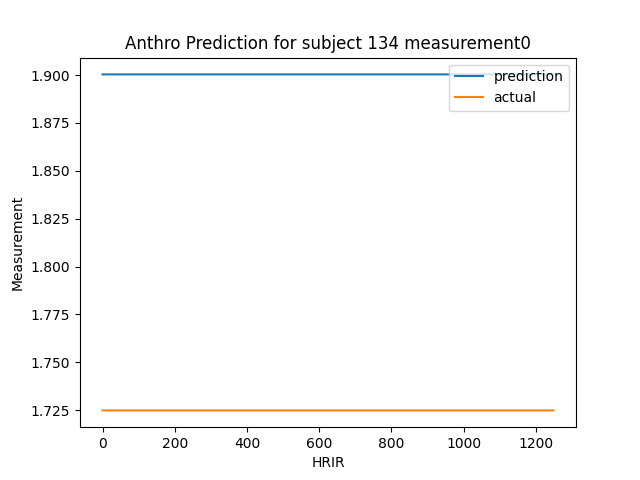 Anthro Prediction for subject 134 measurement0
1.900
1.875
1.850
1.825
1.800
1.775
1.750
1.725
Measurement
prediction
actual
0 200 400 600 800 1000 1200
HRIR